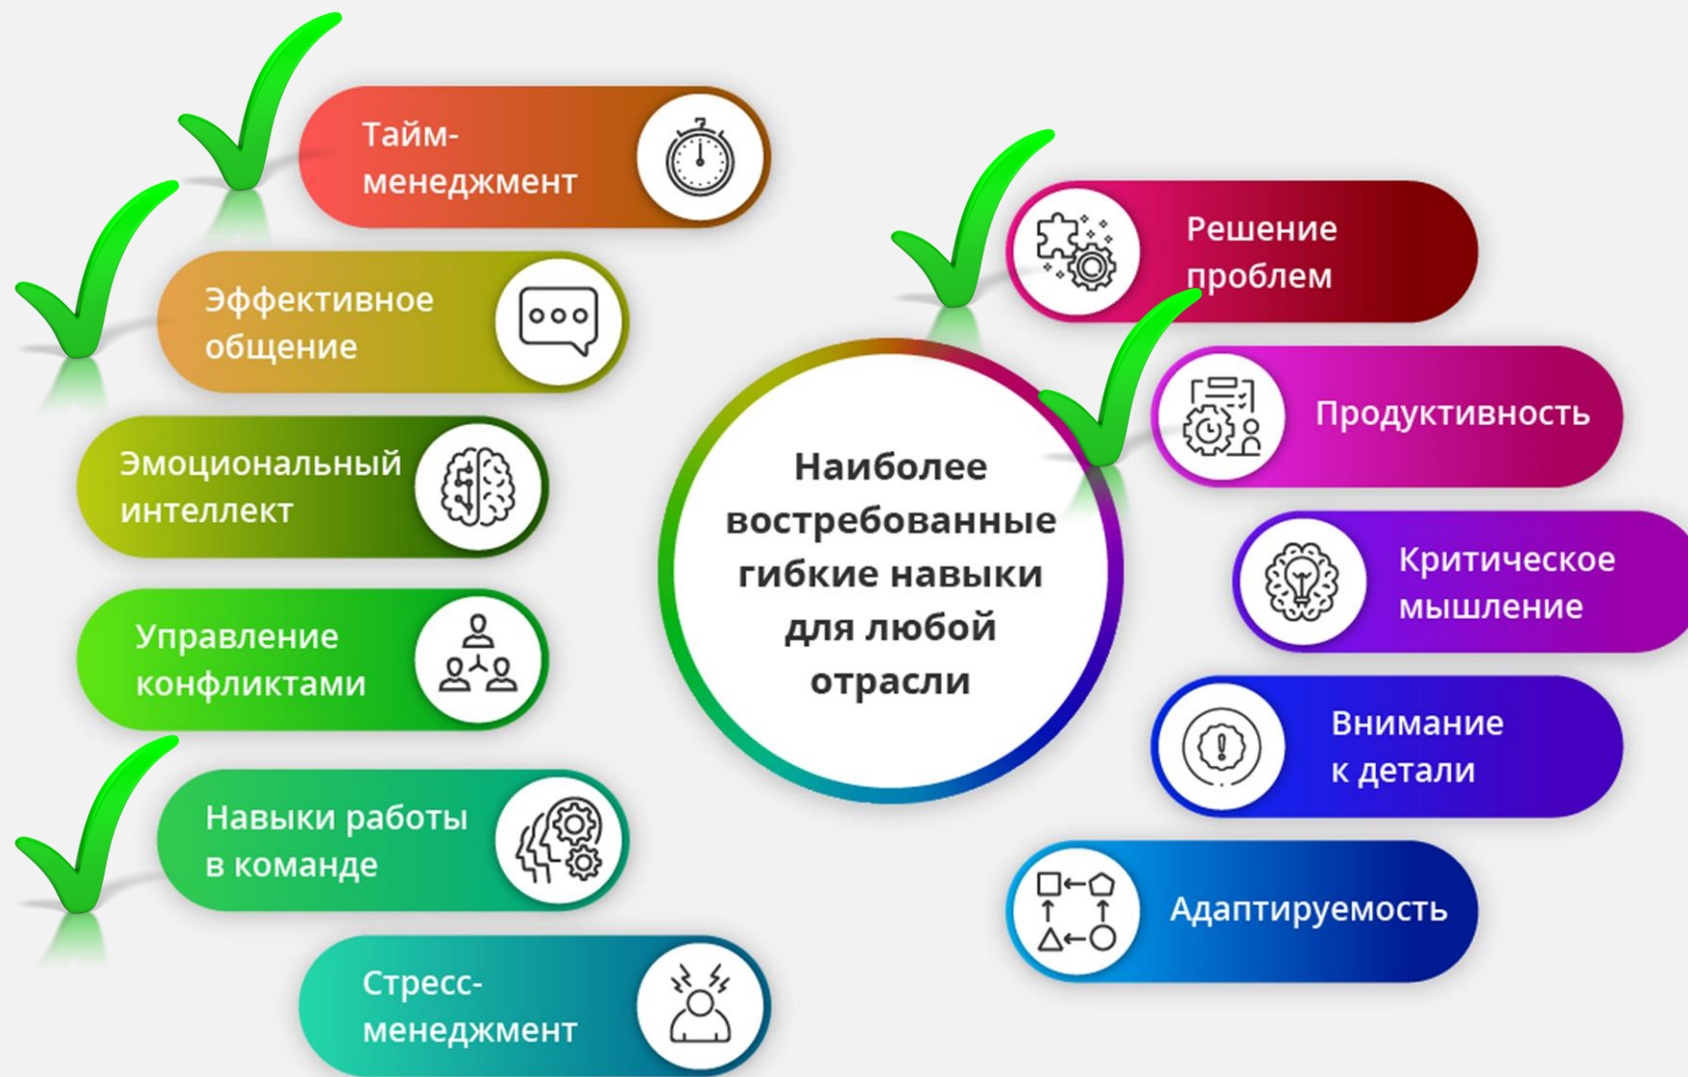 Тайм-
менеджмент
Эффективное
общение
Эмоциональный
интеллект
Управление
конфликтами
Навыки работы
в команде
Стресс-
менеджмент
Наиболее
востребованные
гибкие навыки
для любой
отрасли
Решение
проблем
Продуктивность
Критическое
мышление
Внимание
к детали
Адаптируемость